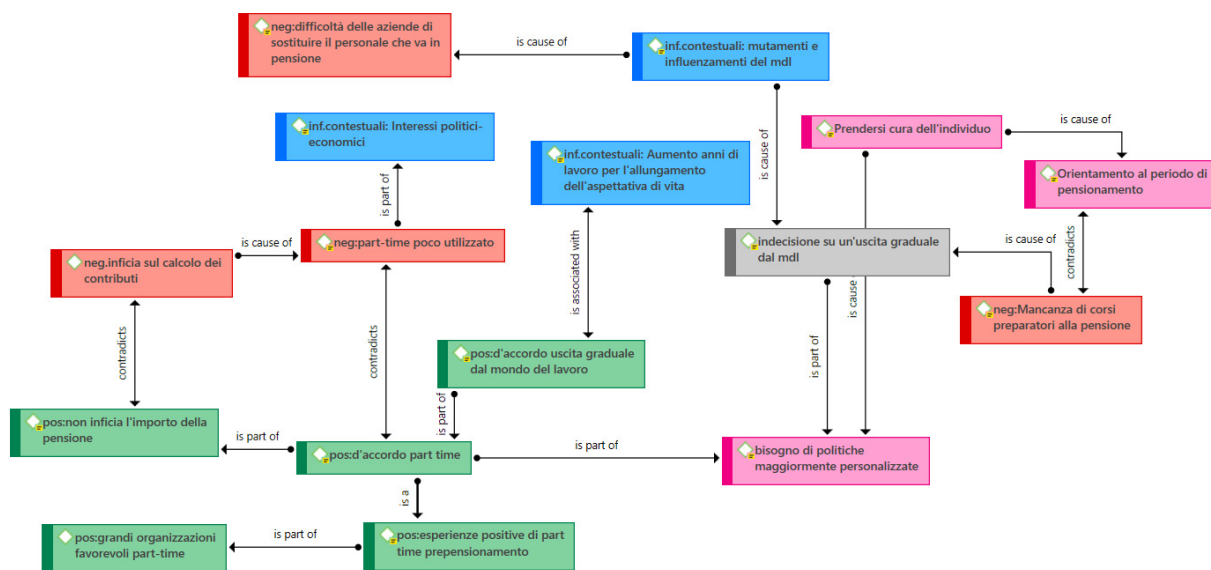 neg:difficoltà delle aziende di
sostituire il personale che va in
pensione
is cause of
inf.contestuali: mutamenti e
influenzamenti del mdl
inf.contestuali: Interessi politici-
economici
inf.contestuali: Aumento anni di
lavoro per l'allungamento
dell'aspettativa di vita
is cause of
Prendersi cura dell'individuo
is cause of
Orientamento al periodo di
pensionamento
is part of
neg.inficia sul calcolo dei
contributi
is cause of
neg:part-time poco utilizzato
is associated with
indecisione su un'uscita graduale
dal mdl
is cause of
contradicts
is cause
neg:Mancanza di corsi
preparatori alla pensione
contradicts
contradicts
pos:d'accordo uscita graduale
dal mondo del lavoro
is part of
is part of
pos:non inficia l'importo della
pensione
is part of
pos:d'accordo part time
is part of
bisogno di politiche
maggiormente personalizzate
is a
pos:grandi organizzazioni
favorevoli part-time
is part of
pos:esperienze positive di part
time prepensionamento